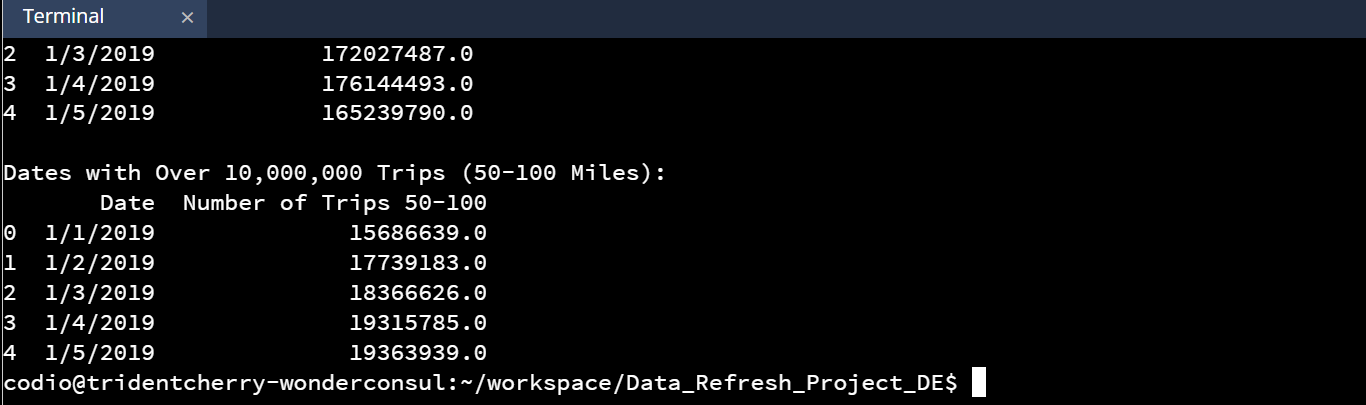 Terminal ×
2  1/3/2019            172027487.0
3  1/4/2019            176144493.0
4  1/5/2019            165239790.0
Dates with Over 10,000,000 Trips (50-100 Miles):
       Date  Number of Trips 50-100
0  1/1/2019              15686639.0
1  1/2/2019              17739183.0
2  1/3/2019              18366626.0
3  1/4/2019              19315785.0
4  1/5/2019              19363939.0
codio@tridentcherry-wonderconsul:~/workspace/Data_Refresh_Project_DE$